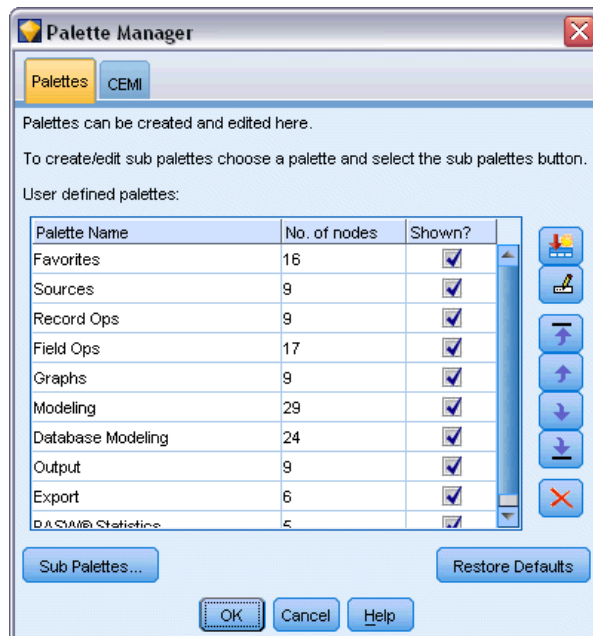 Palette Manager
Palettes CEMI
Palettes can be created and edited here.
To create/edit sub palettes choose a palette and select the sub palettes button.
User defined palettes:
Palette Name No. of nodes Shown?
Favorites 16
Sources 9
Record Ops 9
Field Ops 17
Graphs 9
Modeling 29
Database Modeling 24
Output 9
Export 6
PASW® Statistics 5
Sub Palettes... Restore Defaults
OK Cancel Help